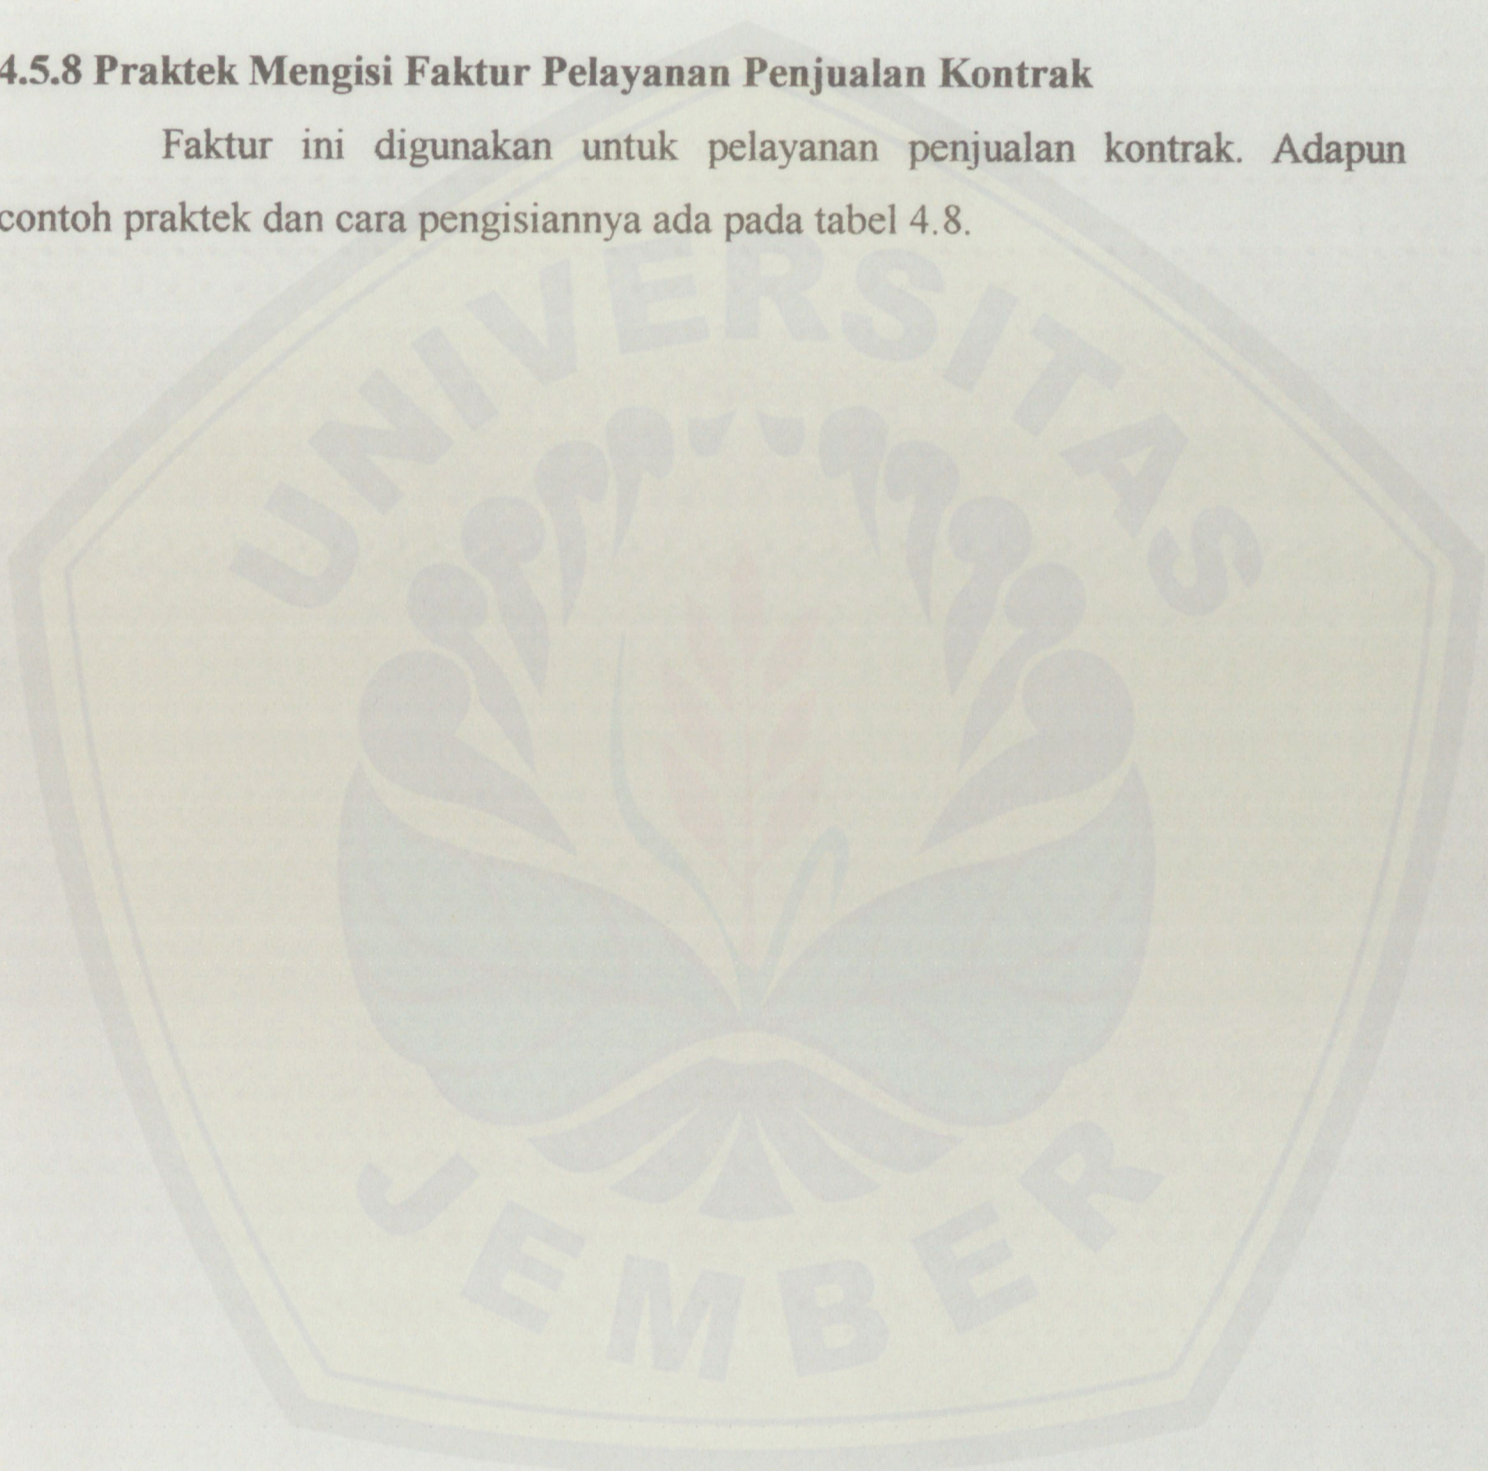 4.5.8 Praktek Mengisi Faktur Pelayanan Penjualan Kontrak
Faktur ini digunakan untuk pelayanan penjualan kontrak. Adapun
contoh praktek dan cara pengisiannya ada pada tabel 4.8.
UNIVERSITAS
JEMBER